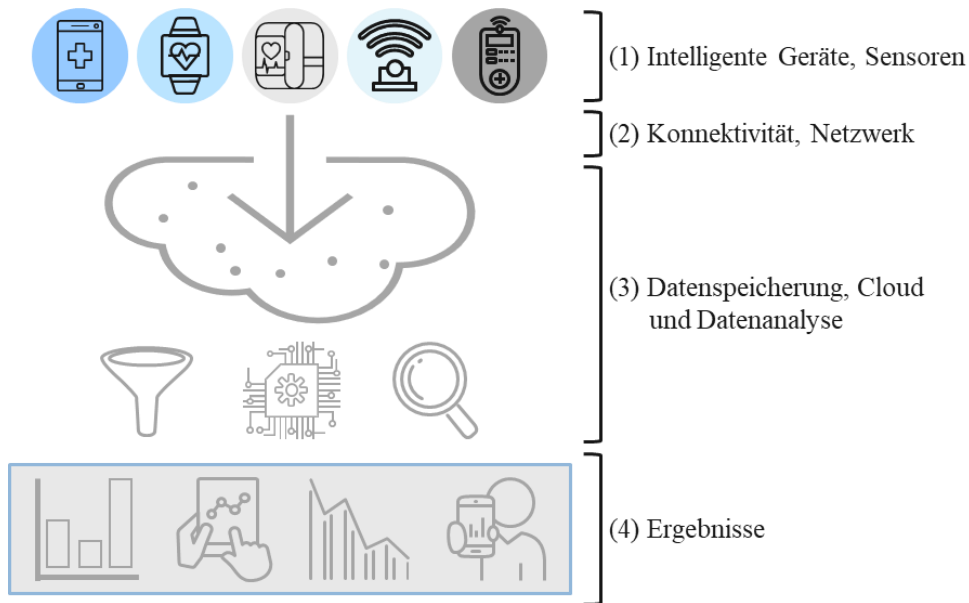 (1) Intelligente Geräte, Sensoren
(2) Konnektivität, Netzwerk
(3) Datenspeicherung, Cloud
und Datenanalyse
(4) Ergebnisse